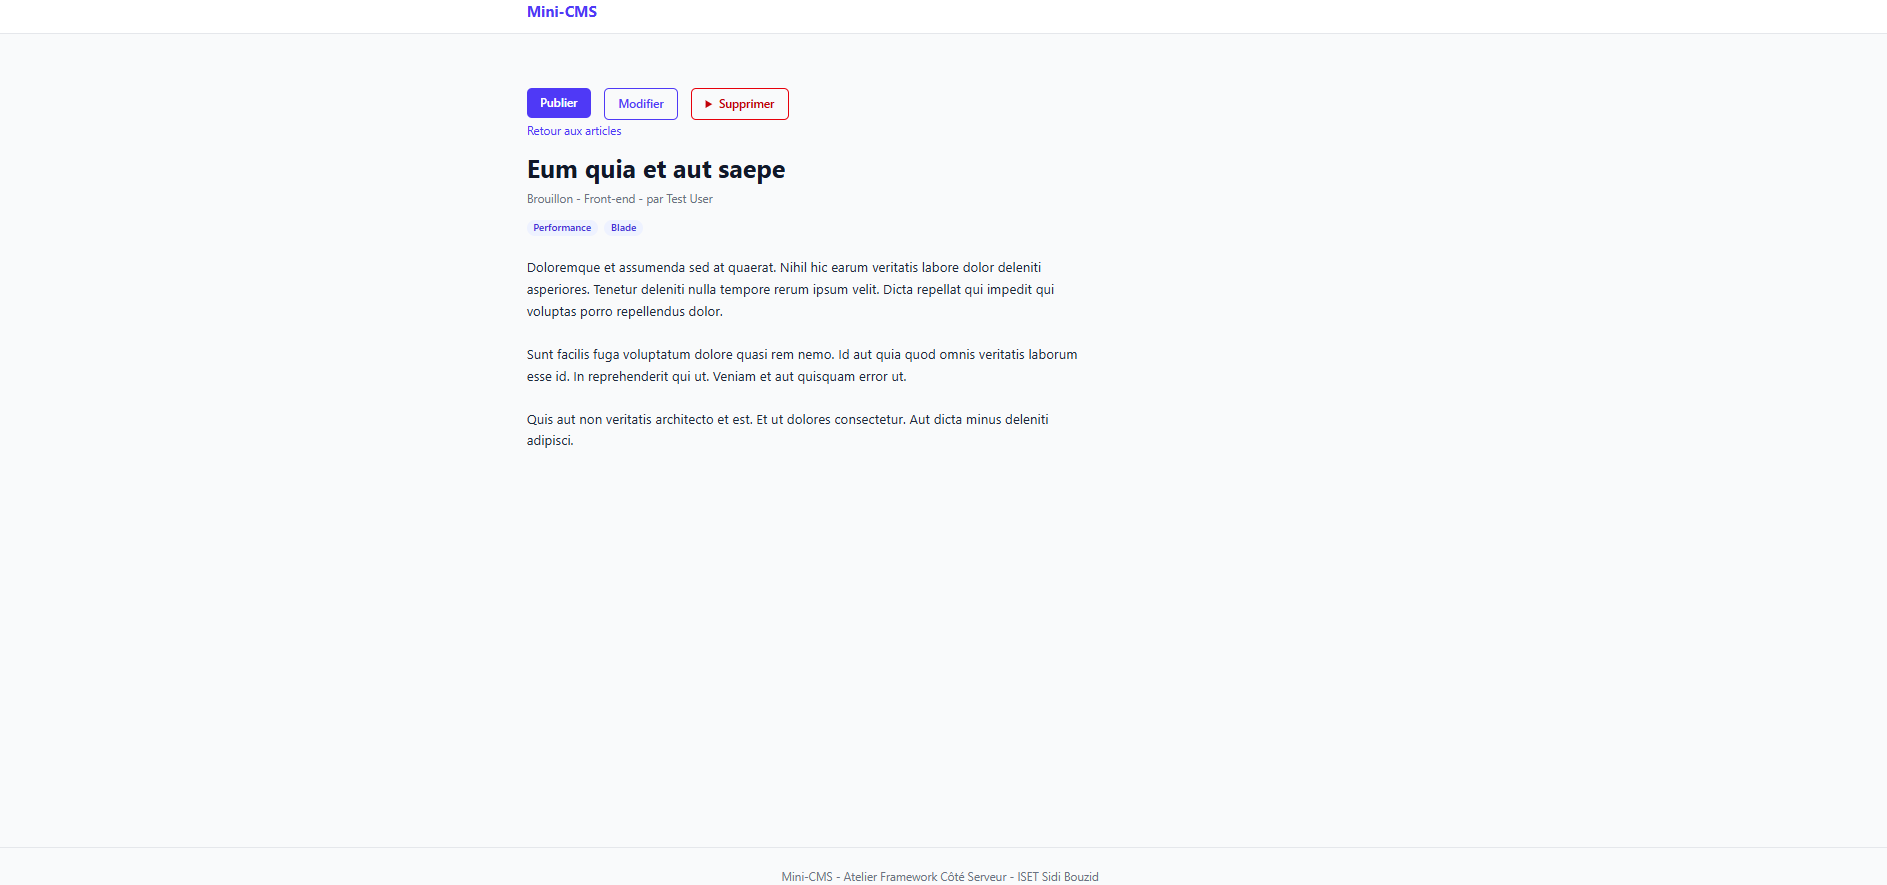 Mini-CMS
Publier Modifier Supprimer
Retour aux articles
Eum quia et aut saepe
Brouillon - Front-end - par Test User
Performance Blade
Doloremque et assumenda sed at quaerat. Nihil hic earum veritatis labore dolor deleniti
asperiores. Tenetur deleniti nulla tempore rerum ipsum velit. Dicta repellat qui impedit qui
voluptas porro repellendus dolor.
Sunt facilis fuga voluptatum dolore quasi rem nemo. Id aut quia quod omnis veritatis laborum
esse id. In reprehenderit qui ut. Veniam et aut quisquam error ut.
Quis aut non veritatis architecto et est. Et ut dolores consectetur. Aut dicta minus deleniti
adipisci.
Mini-CMS - Atelier Framework Côté Serveur - ISET Sidi Bouzid